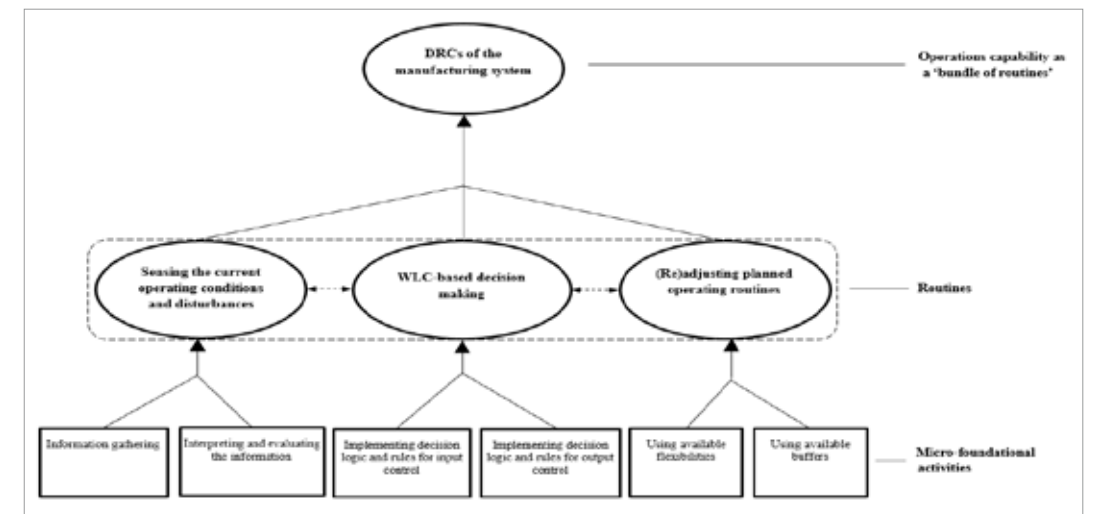 DRCs of the
manufacturing system
Operations capability as
a 'bundle of routines'
Sensing the current
operating conditions
and disturbances
WLC-based decision
making
(Re)adjusting planned
operating routines
Routines
Information gathering
Interpreting and evaluating
the information
Implementing decision
logic and rules for input
control
Implementing decision
logic and rules for output
control
Using available
flexibilities
Using available
buffers
Micro-foundational
activities